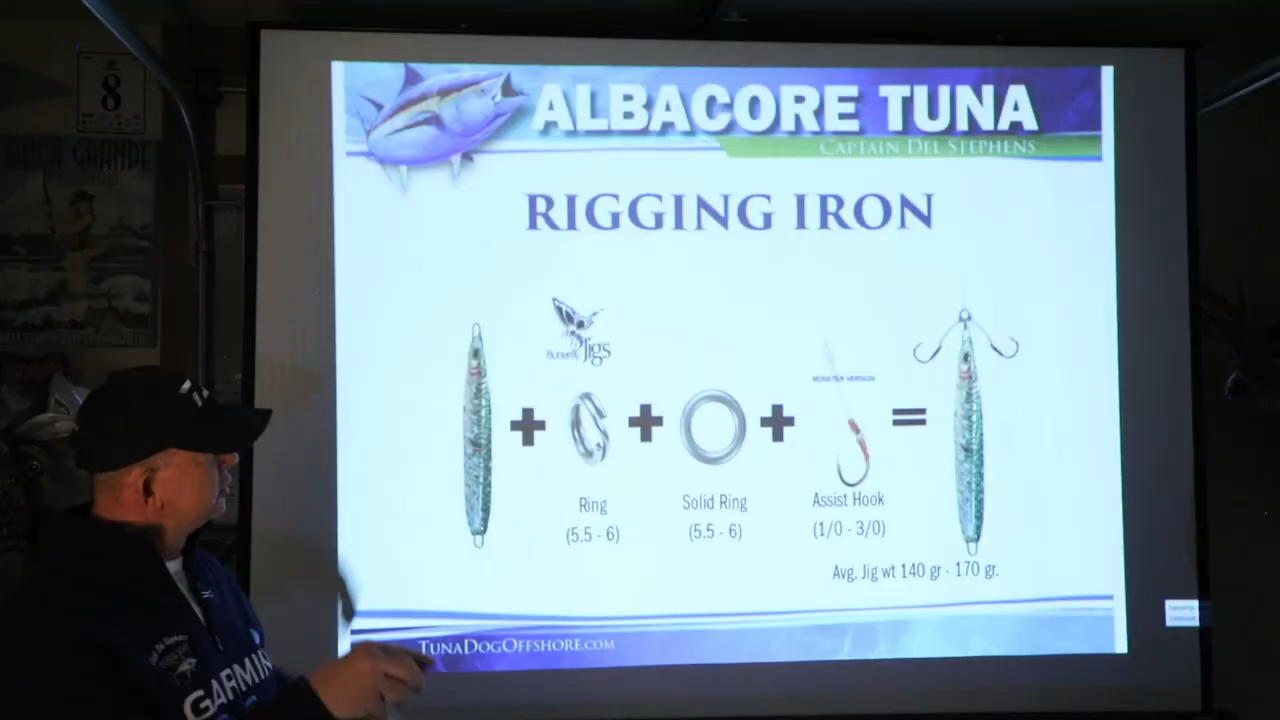 8
ALBACORE TUNA
CAPTAIN DEL STEPHENS
RIGGING IRON
Butterfly
Jigs
MONSTER VERSION
Ring
(5.5 - 6)
Solid Ring
(5.5 - 6)
Assist Hook
(1/0 - 3/0)
Avg. Jig wt 140 gr - 170 gr.
TUNADOGOFFSHORE.COM
GARMIN